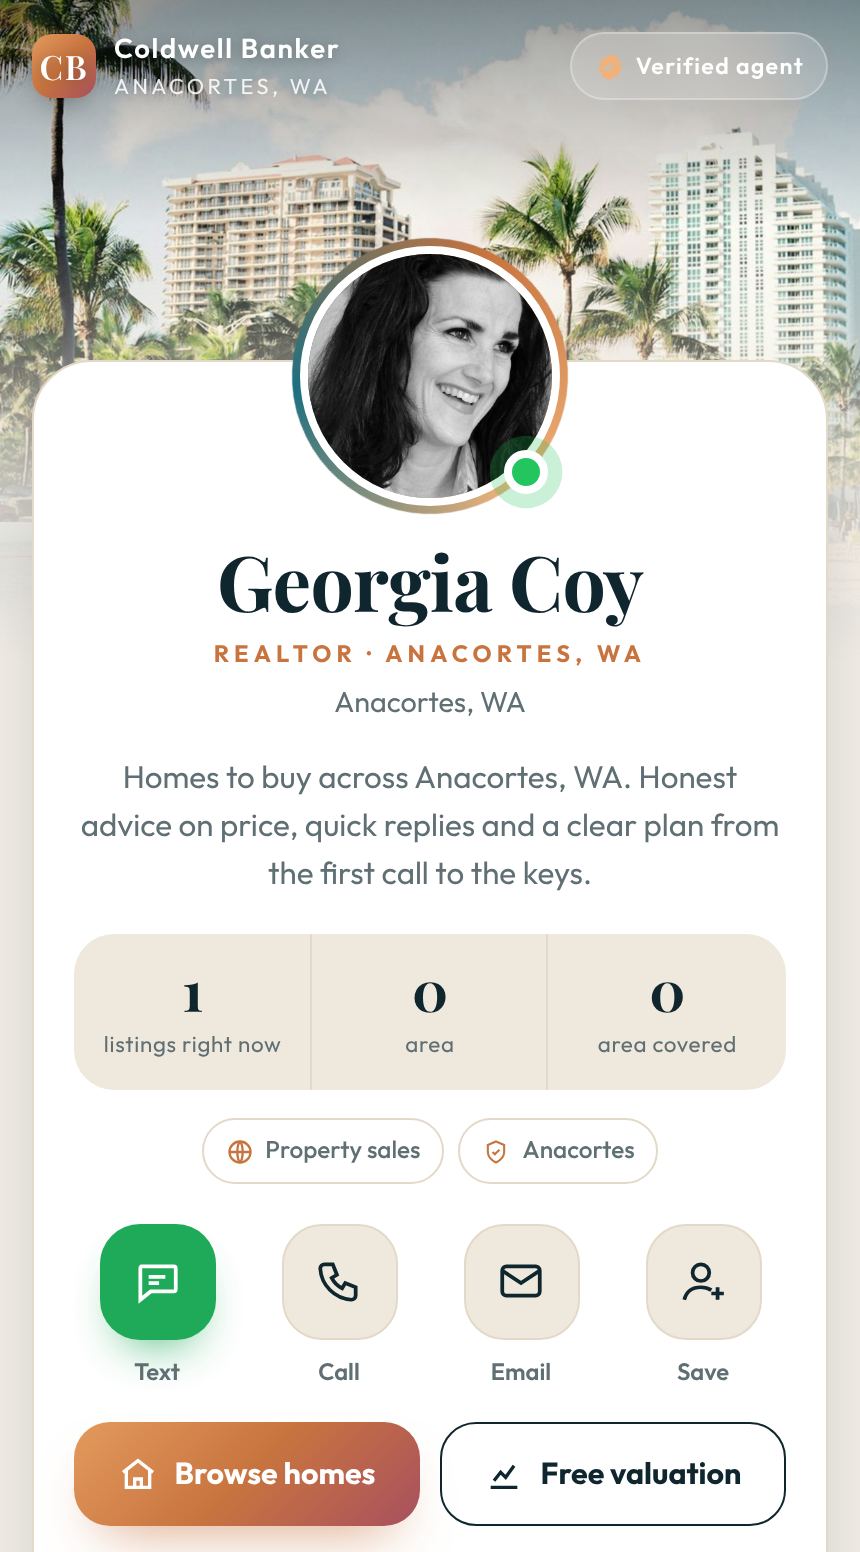 CB
Coldwell Banker
ANACORTES, WA
Verified agent
Georgia Coy
REALTOR · ANACORTES, WA
Anacortes, WA
Homes to buy across Anacortes, WA. Honest
advice on price, quick replies and a clear plan from
the first call to the keys.
1
listings right now
0
area
0
area covered
Property sales
Anacortes
Text
Call
Email
Save
Browse homes
Free valuation